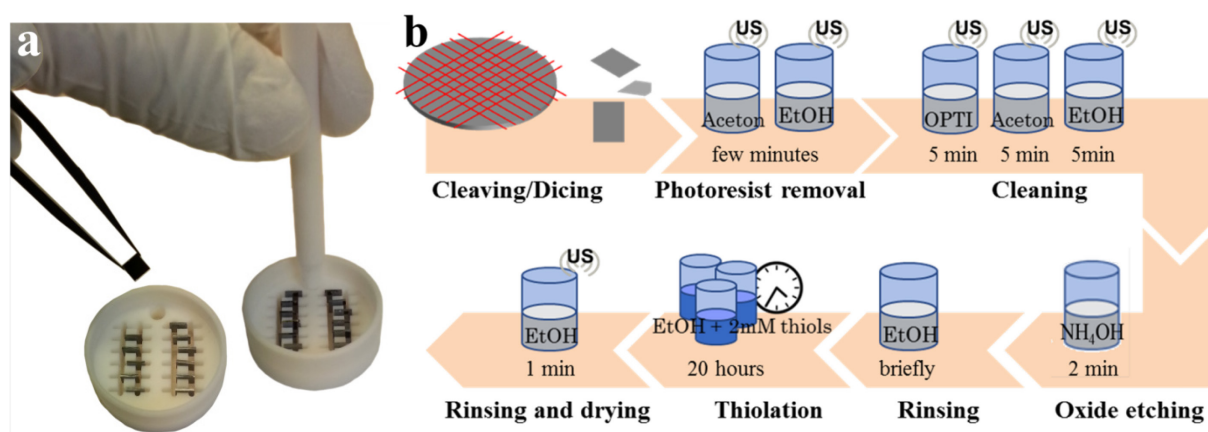 a
b
US US
Aceton EtOH
few minutes
US US US
OPTI Aceton EtOH
5 min 5 min 5min
Cleaving/Dicing Photoresist removal Cleaning
US
EtOH
1 min
EtOH + 2mM thiols
20 hours
EtOH
briefly
NH₄OH
2 min
Rinsing and drying Thiolation Rinsing Oxide etching